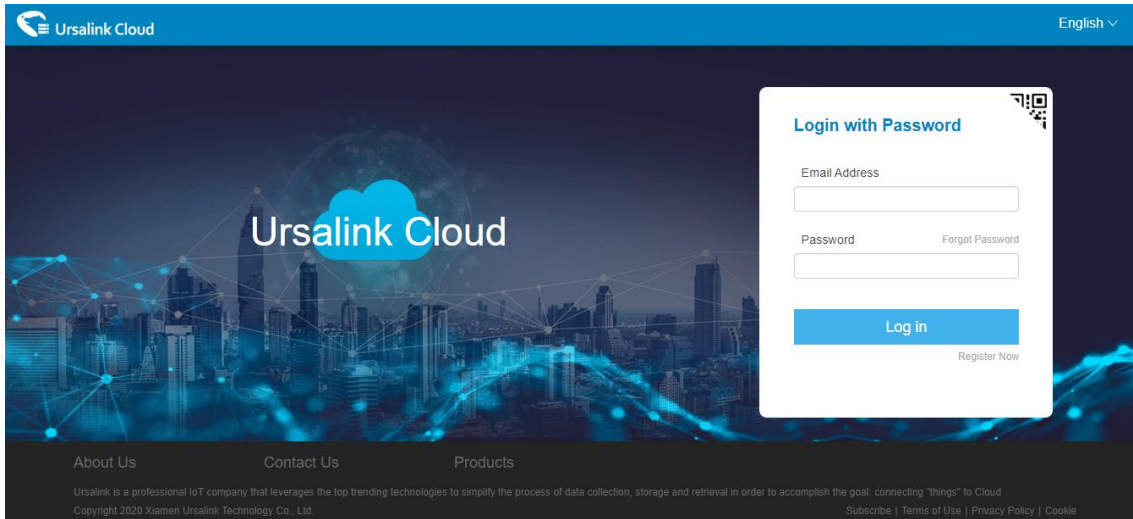 Ursalink Cloud
English
Login with Password
Email Address
Ursalink Cloud
Password Forgot Password
Log in
Register Now
About Us Contact Us Products
Ursalink is a professional IoT company that leverages the top trending technologies to simplify the process of data collection, storage and retrieval in order to accomplish the goal: connecting "things" to Cloud
Copyright 2020 Xiamen Ursalink Technology Co., Ltd. Subscribe | Terms of Use | Privacy Policy | Cookie